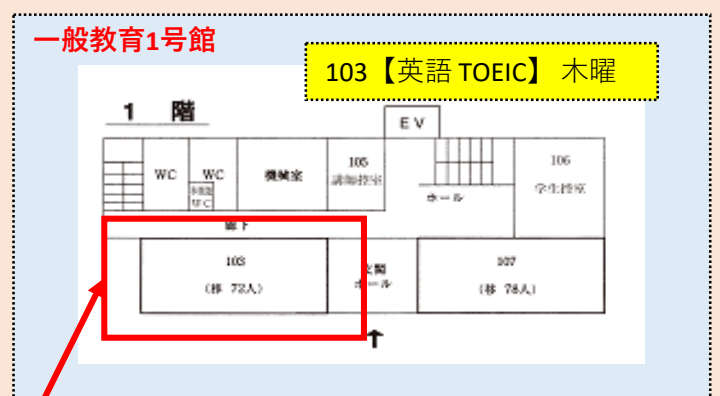 一般教育1号館
103【英語 TOEIC】 木曜
1 階
EV
WC
WC
機械室
105
講師控室
106
学生控室
WC
ホール
廊下
103
(移 72人)
玄関
ホール
107
(移 78人)
↑